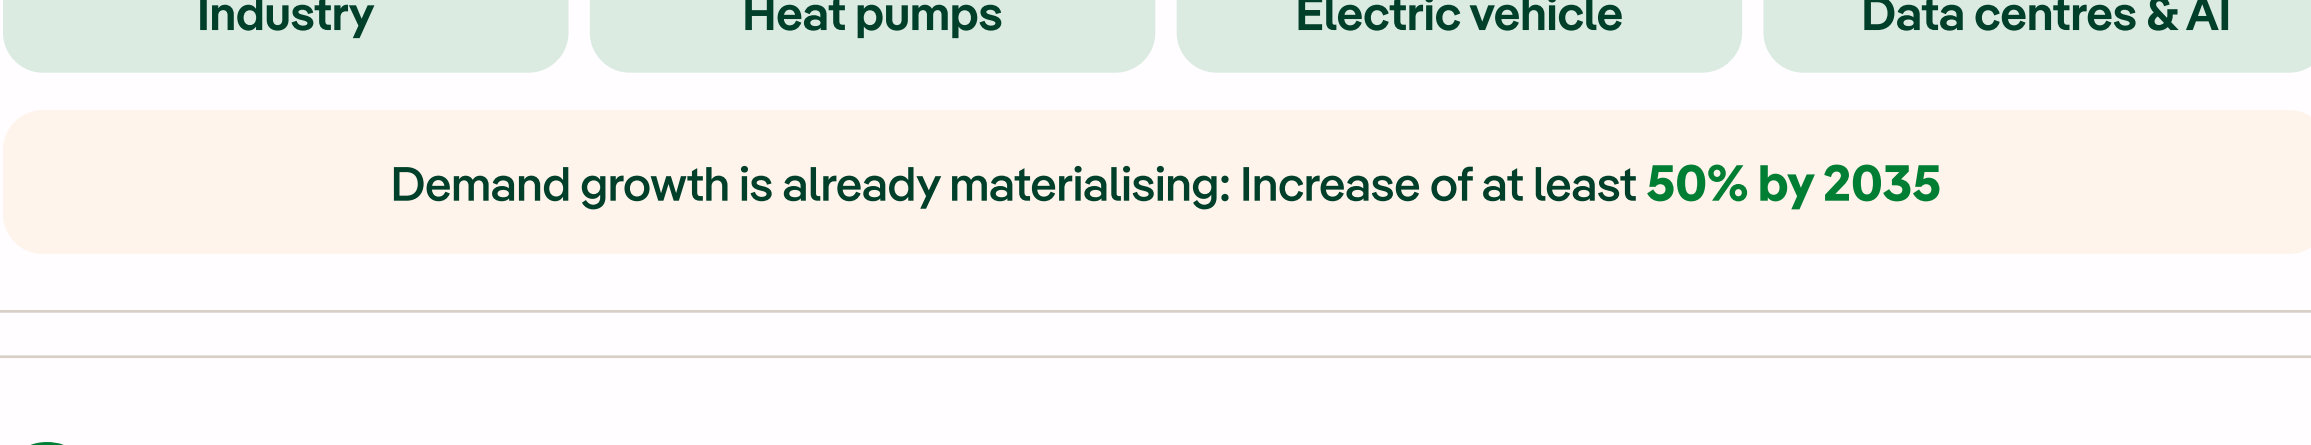 Industry
Heat pumps
Electric vehicle
Data centres & AI
Demand growth is already materialising: Increase of at least 50% by 2035